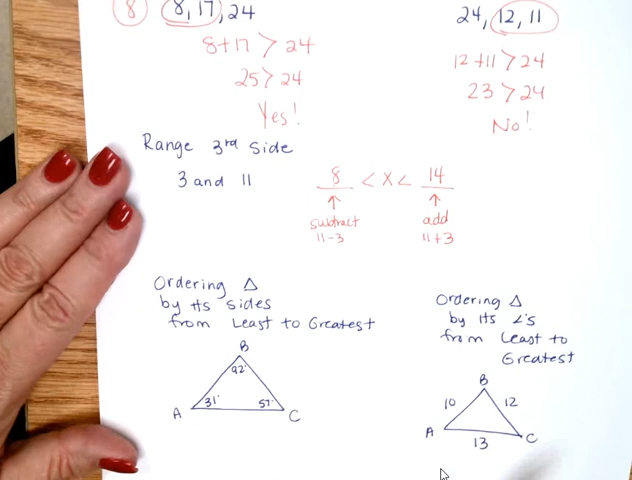 8
8, 17, 24
8+17 > 24
25 > 24
Yes!
24, 12, 11
12+11 > 24
23 > 24
No!
Range 3rd Side
3 and 11
8 < x < 14
↑ ↑
subtract add
11-3 11+3
Ordering △
by its sides
from Least to Greatest
B
92°
31° 57°
A C
Ordering △
by its ∠'s
from Least to
Greatest
B
10 12
A C
13